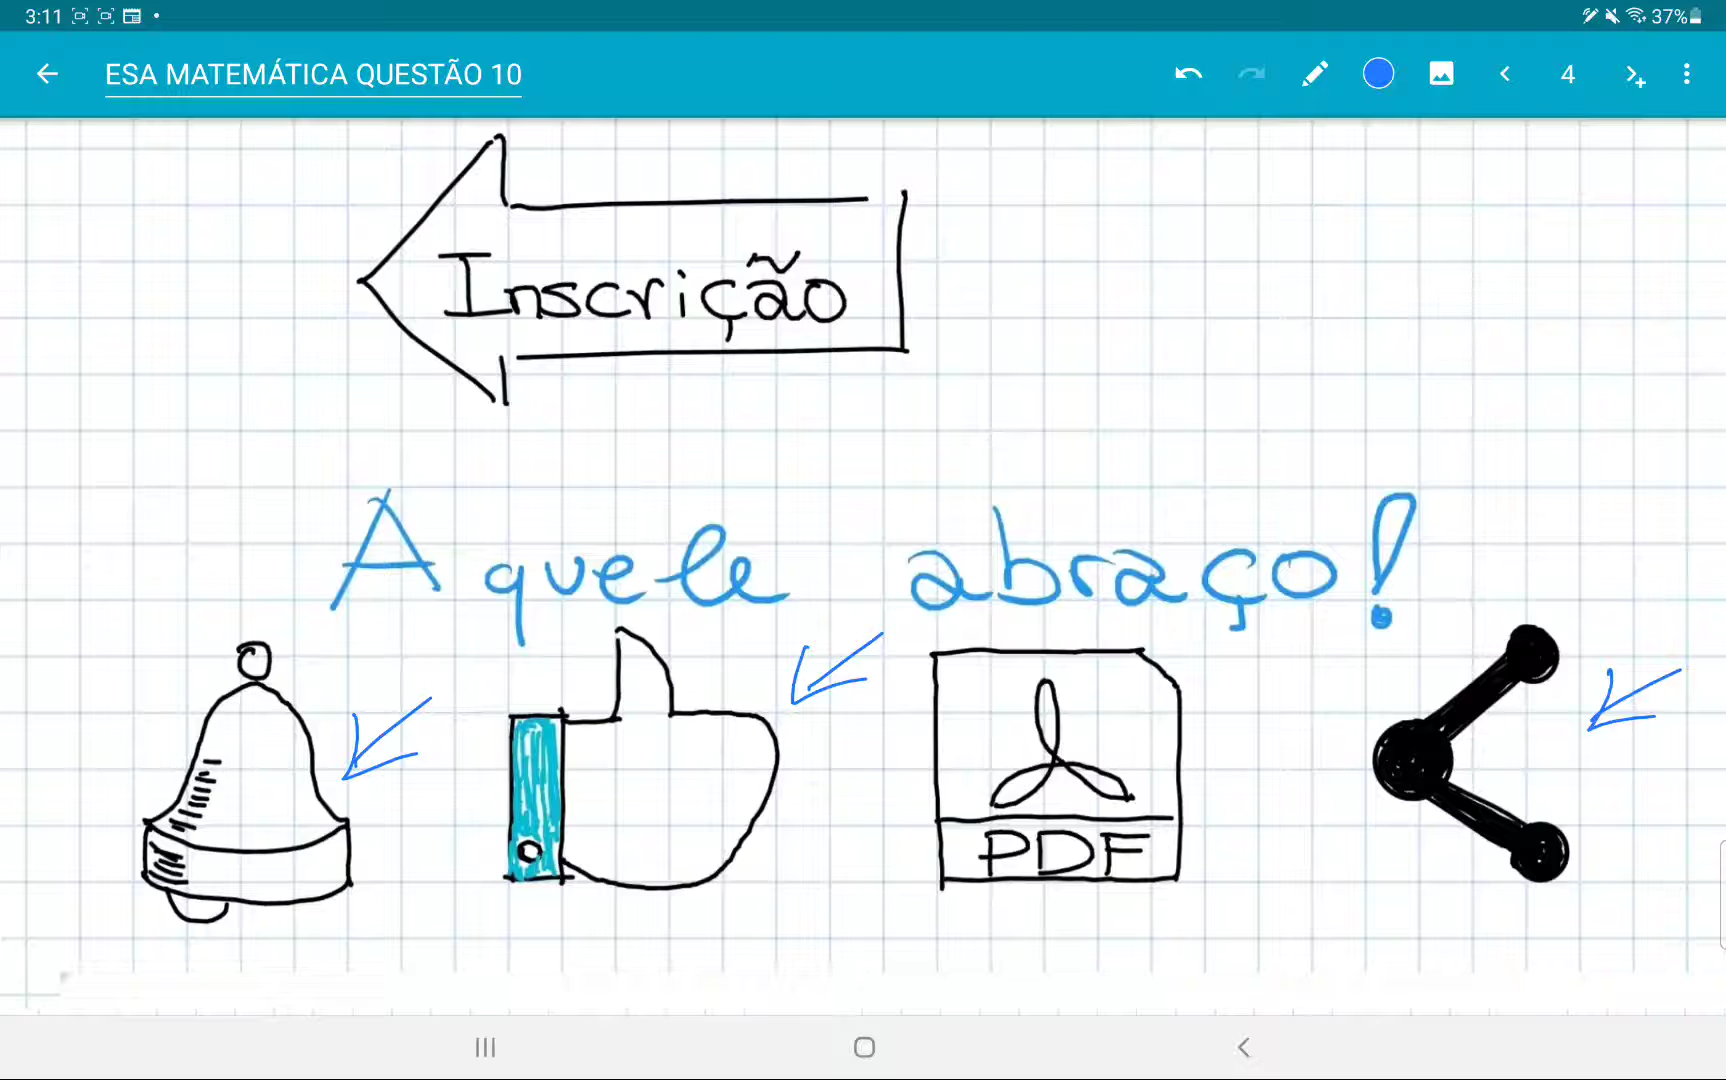 3:11
37%
ESA MATEMÁTICA QUESTÃO 10
4
Inscrição
Aquele abraço!
PDF